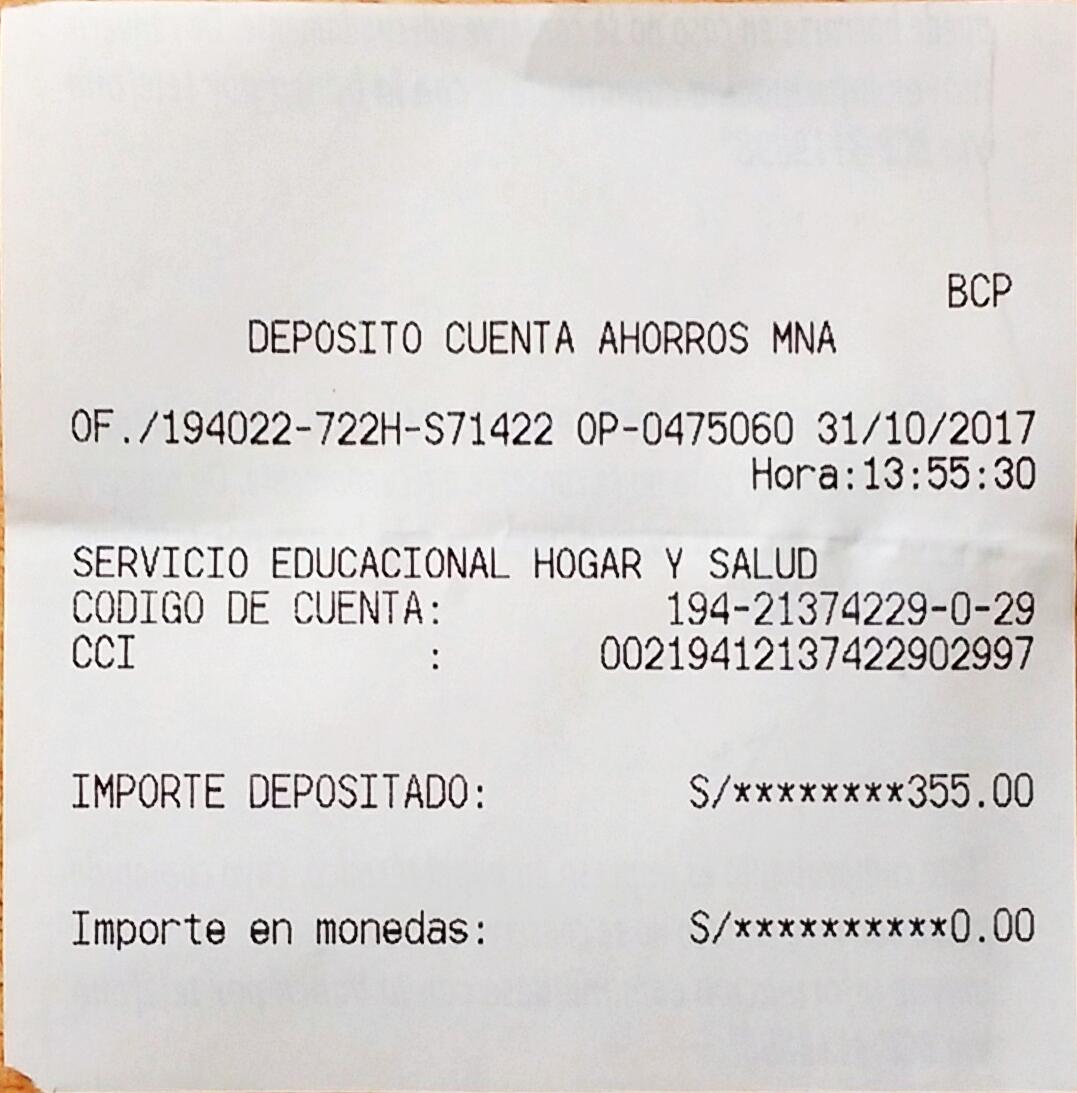 BCP
DEPOSITO CUENTA AHORROS MNA
OF./194022-722H-S71422 OP-0475060 31/10/2017
Hora:13:55:30
SERVICIO EDUCACIONAL HOGAR Y SALUD
CODIGO DE CUENTA: 194-21374229-0-29
CCI : 00219412137422902997
IMPORTE DEPOSITADO: S/********355.00
Importe en monedas: S/**********0.00